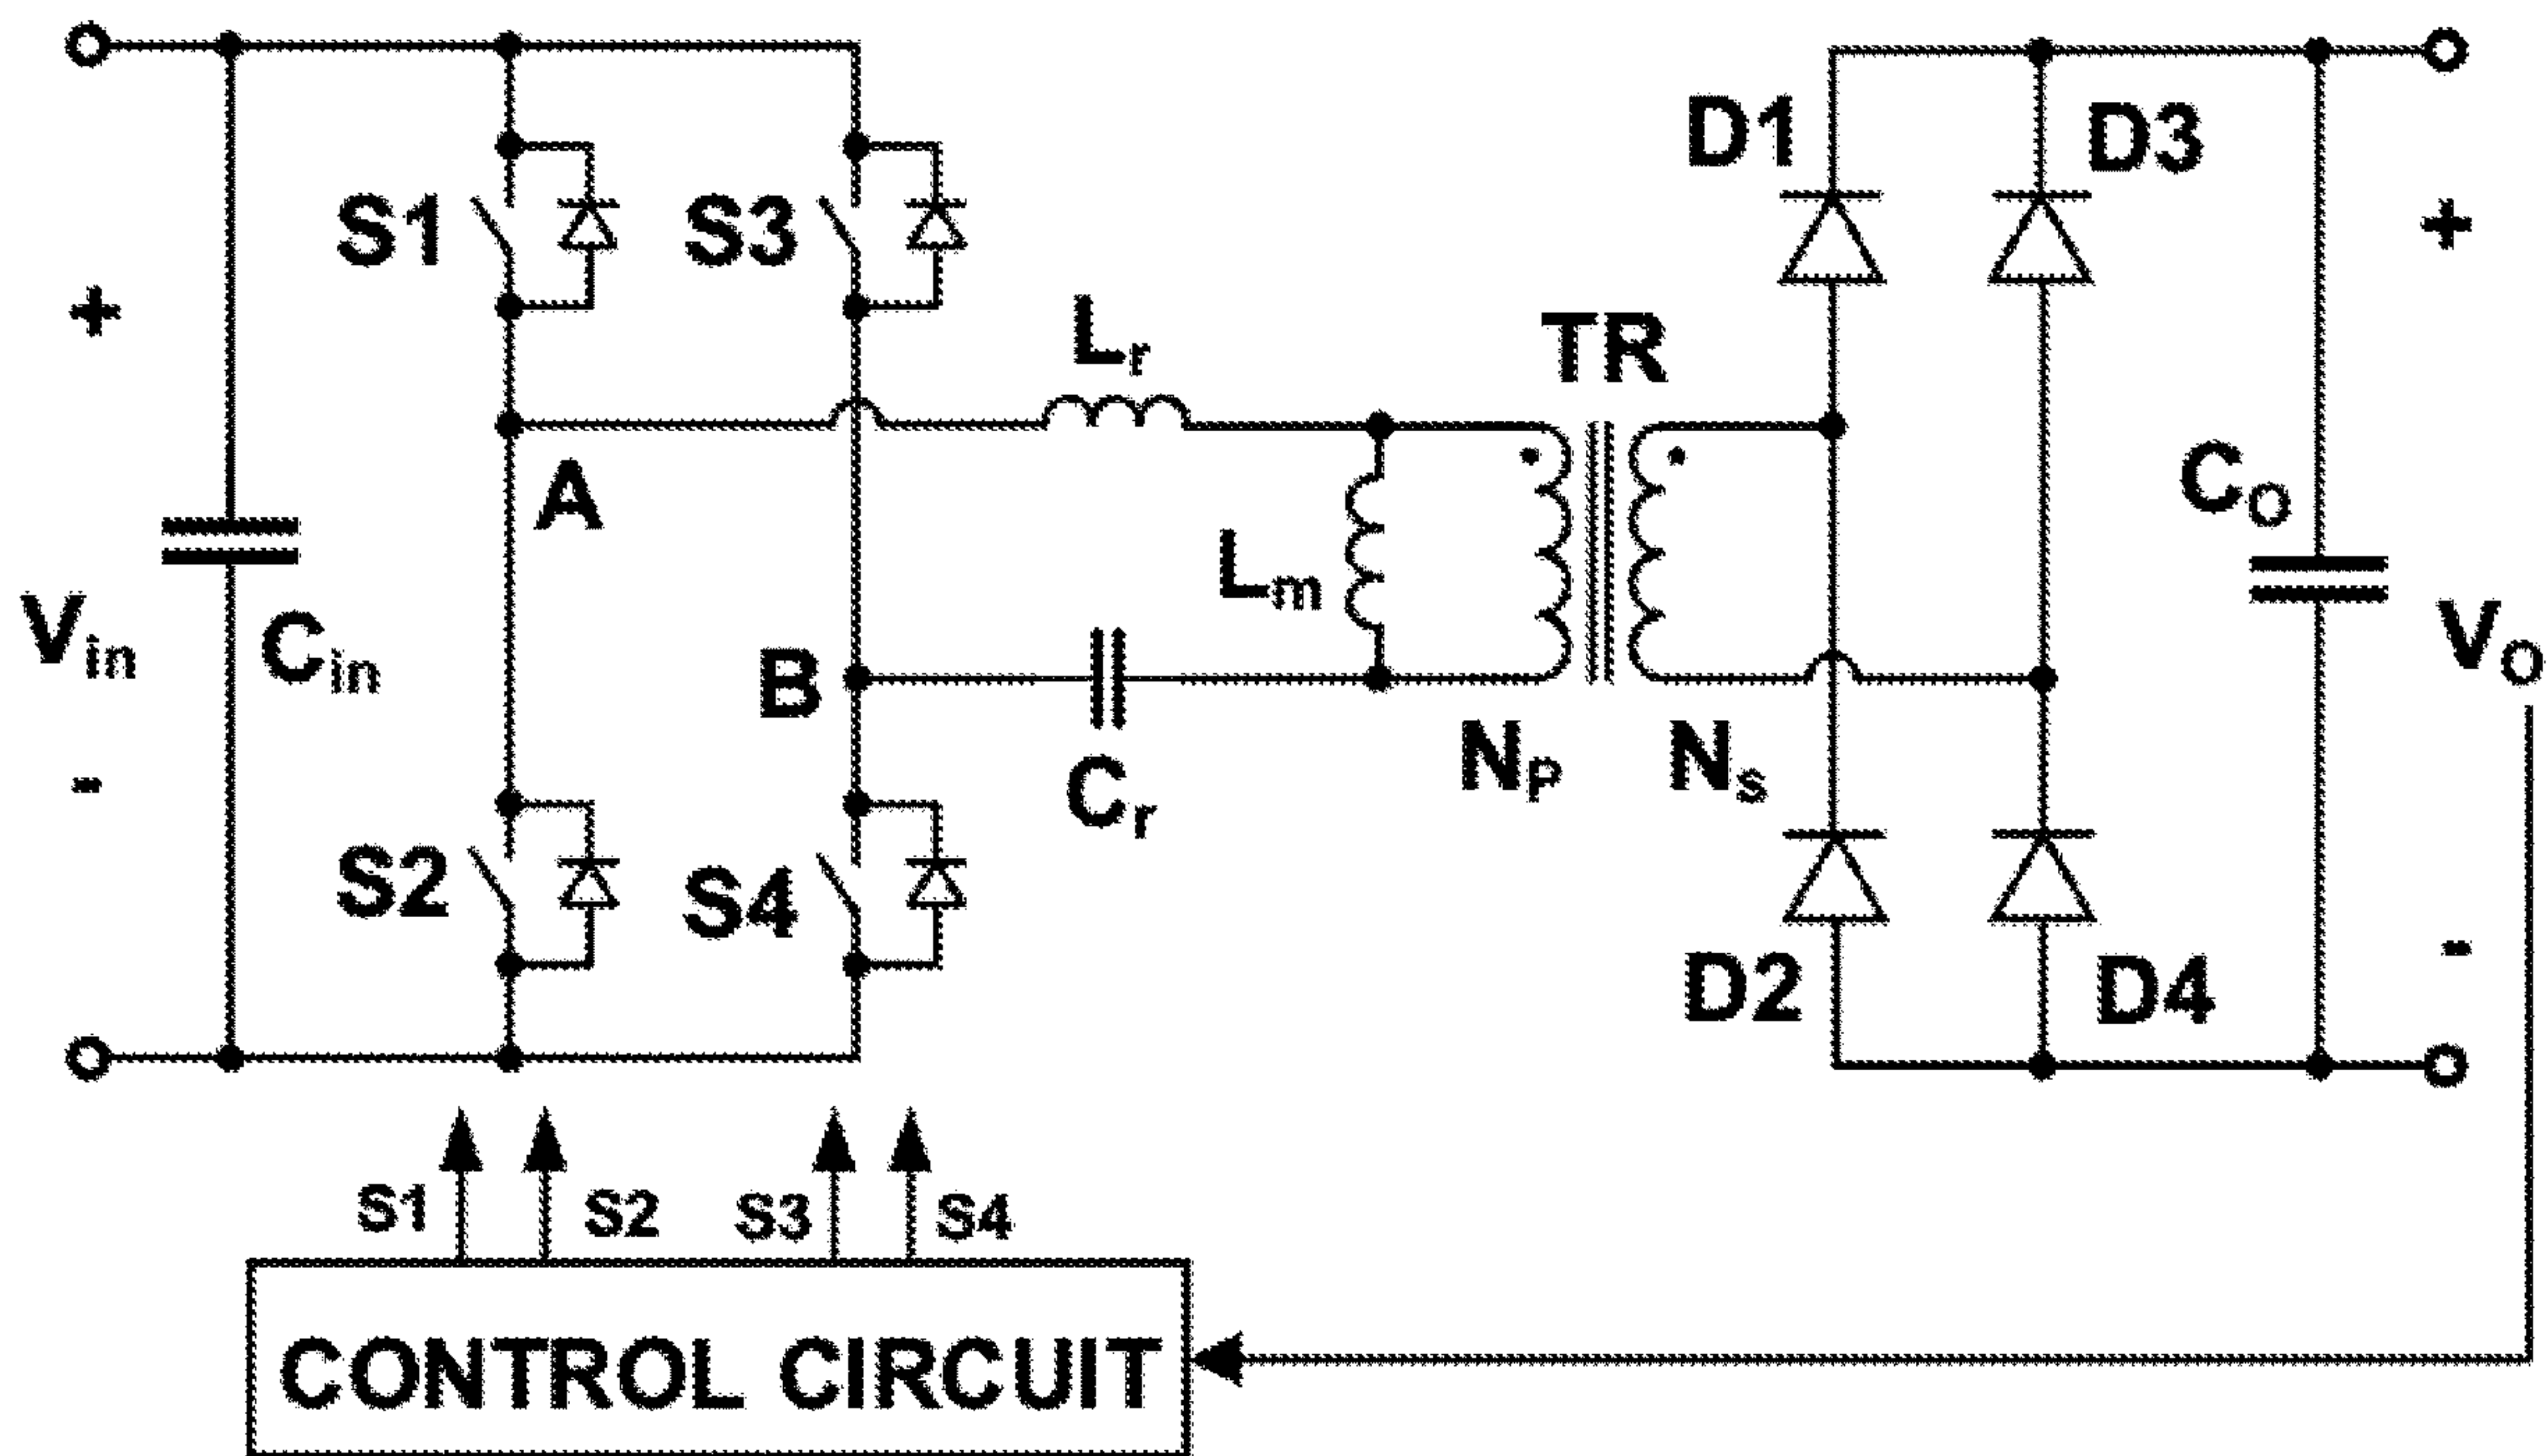 D1
D3
S1
S3
+
+
Lr
TR
A
Lm
CO
Vin
Cin
B
VO
Cr
NP
Ns
-
S2
S4
D2
D4
-
S1
S2
S3
S4
CONTROL CIRCUIT